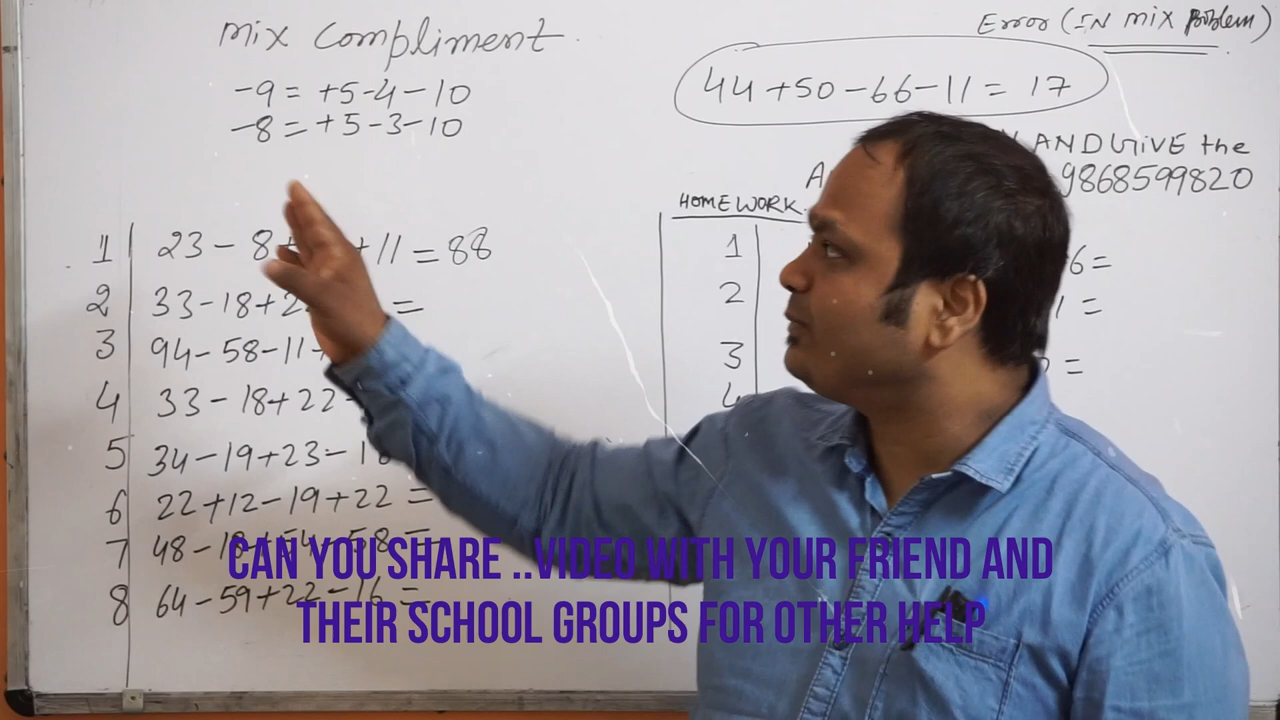 mix compliment
-9 = +5-4-10
-8 = +5-3-10
Error (IN mix problem)
44+50-66-11 = 17
AND GIVE the
9868599820
HOMEWORK
1 23-8+ +11 = 88
2 33-18+2 =
3 94-58-11+
4 33-18+22-
5 34-19+23-18
6 22+12-19+22 =
7 48-18+54-58 =
8 64-59+22-16 =
1 6=
2 1 =
3 =
4
CAN YOU SHARE ..VIDEO WITH YOUR FRIEND AND
THEIR SCHOOL GROUPS FOR OTHER HELP